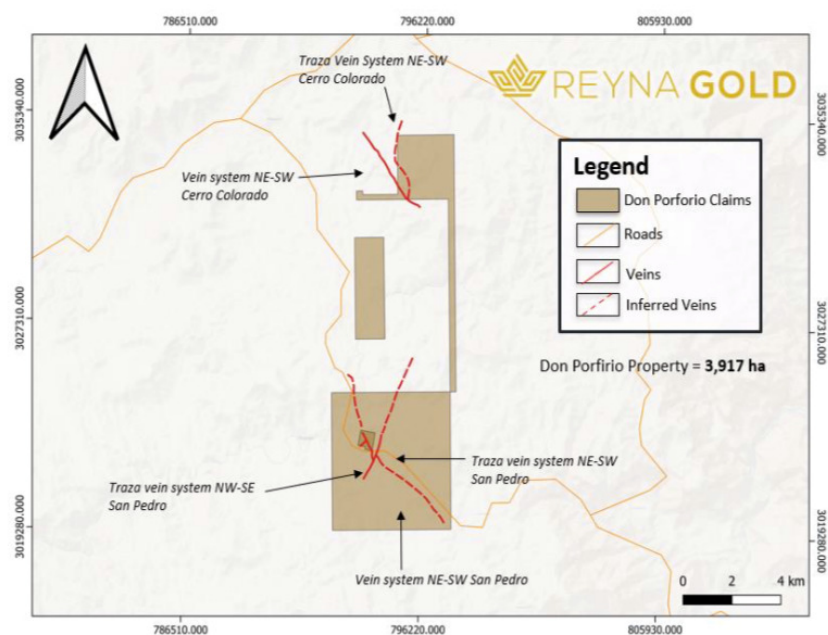 786510.000
796220.000
805930.000
Traza Vein System NE-SW
Cerro Colorado
REYNA GOLD
3035340.000
3035340.000
Legend
Don Porforio Claims
Roads
Veins
Inferred Veins
Vein system NE-SW
Cerro Colorado
3027310.000
3027310.000
Don Porfirio Property = 3,917 ha
Traza vein system NE-SW
San Pedro
Traza vein system NW-SE
San Pedro
3019280.000
3019280.000
Vein system NE-SW San Pedro
0 2 4 km
786510.000
796220.000
805930.000